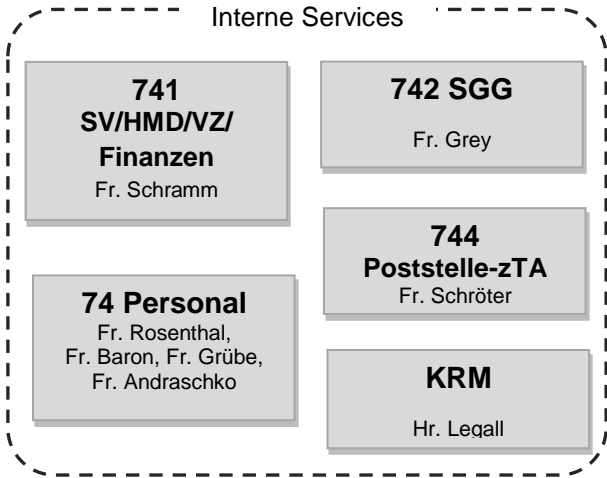 Interne Services
741
SV/HMD/VZ/
Finanzen
Fr. Schramm
742 SGG
Fr. Grey
744
Poststelle-zTA
Fr. Schröter
74 Personal
Fr. Rosenthal,
Fr. Baron, Fr. Grübe,
Fr. Andraschko
KRM
Hr. Legall